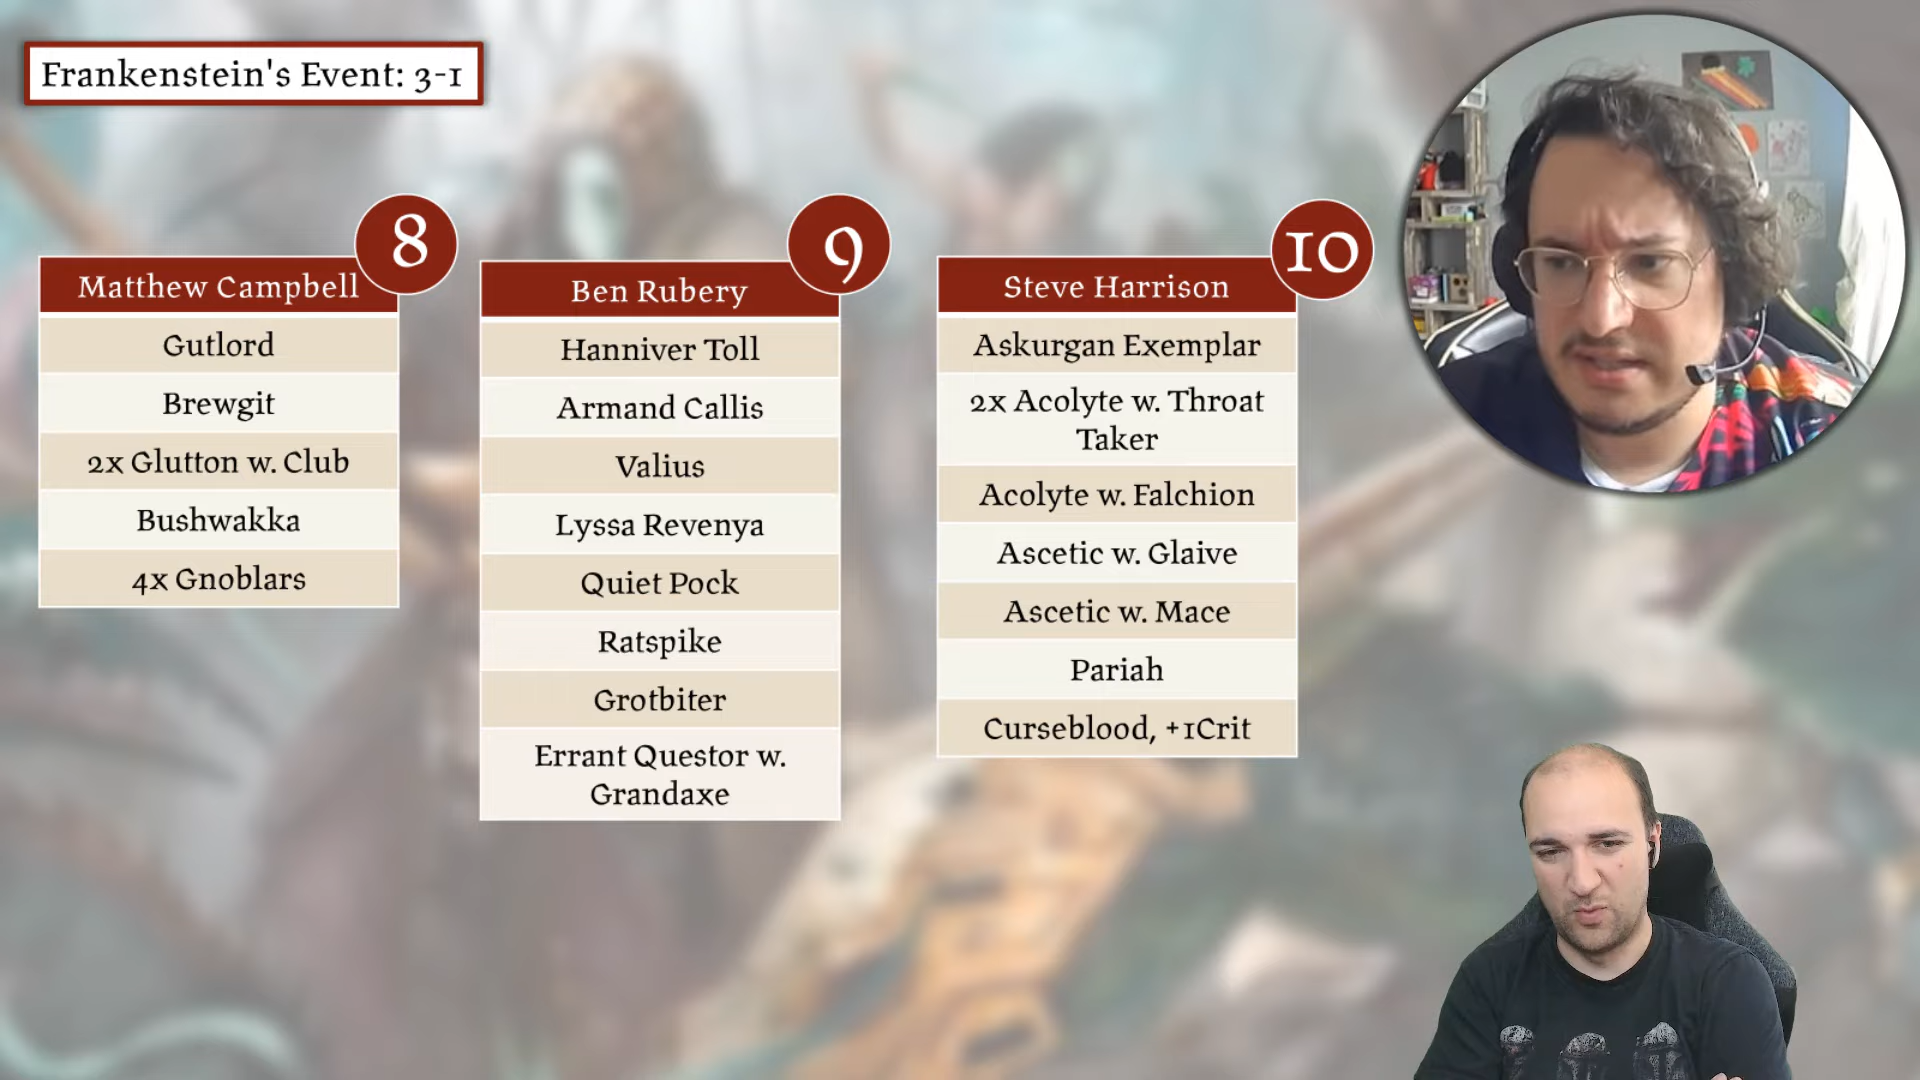 Frankenstein's Event: 3-1
8
Matthew Campbell
Gutlord
Brewgit
2x Glutton w. Club
Bushwakka
4x Gnoblars
9
Ben Rubery
Hanniver Toll
Armand Callis
Valius
Lyssa Revenya
Quiet Pock
Ratspike
Grotbiter
Errant Questor w.
Grandaxe
10
Steve Harrison
Askurgan Exemplar
2x Acolyte w. Throat
Taker
Acolyte w. Falchion
Ascetic w. Glaive
Ascetic w. Mace
Pariah
Curseblood, +1Crit